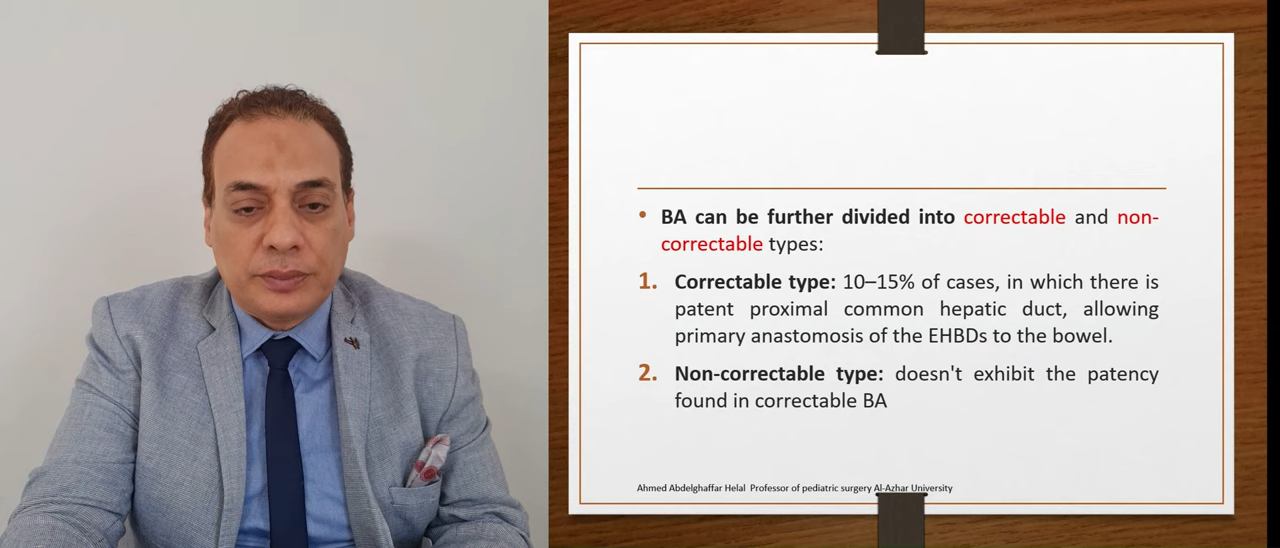 • BA can be further divided into correctable and non-
correctable types:
1. Correctable type: 10–15% of cases, in which there is
patent proximal common hepatic duct, allowing
primary anastomosis of the EHBDs to the bowel.
2. Non-correctable type: doesn't exhibit the patency
found in correctable BA
Ahmed Abdelghaffar Helal Professor of pediatric surgery Al-Azhar University